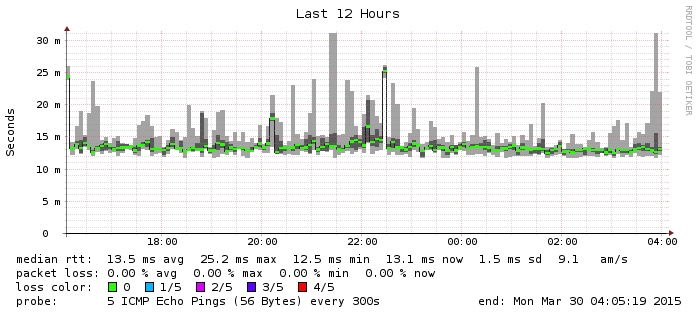 Last 12 Hours
RRDTOOL / TOBI OETIKER
Seconds
30 m
25 m
20 m
15 m
10 m
5 m
0
18:00 20:00 22:00 00:00 02:00 04:00
median rtt: 13.5 ms avg 25.2 ms max 12.5 ms min 13.1 ms now 1.5 ms sd 9.1 am/s
packet loss: 0.00 % avg 0.00 % max 0.00 % min 0.00 % now
loss color: 0 1/5 2/5 3/5 4/5
probe: 5 ICMP Echo Pings (56 Bytes) every 300s end: Mon Mar 30 04:05:19 2015